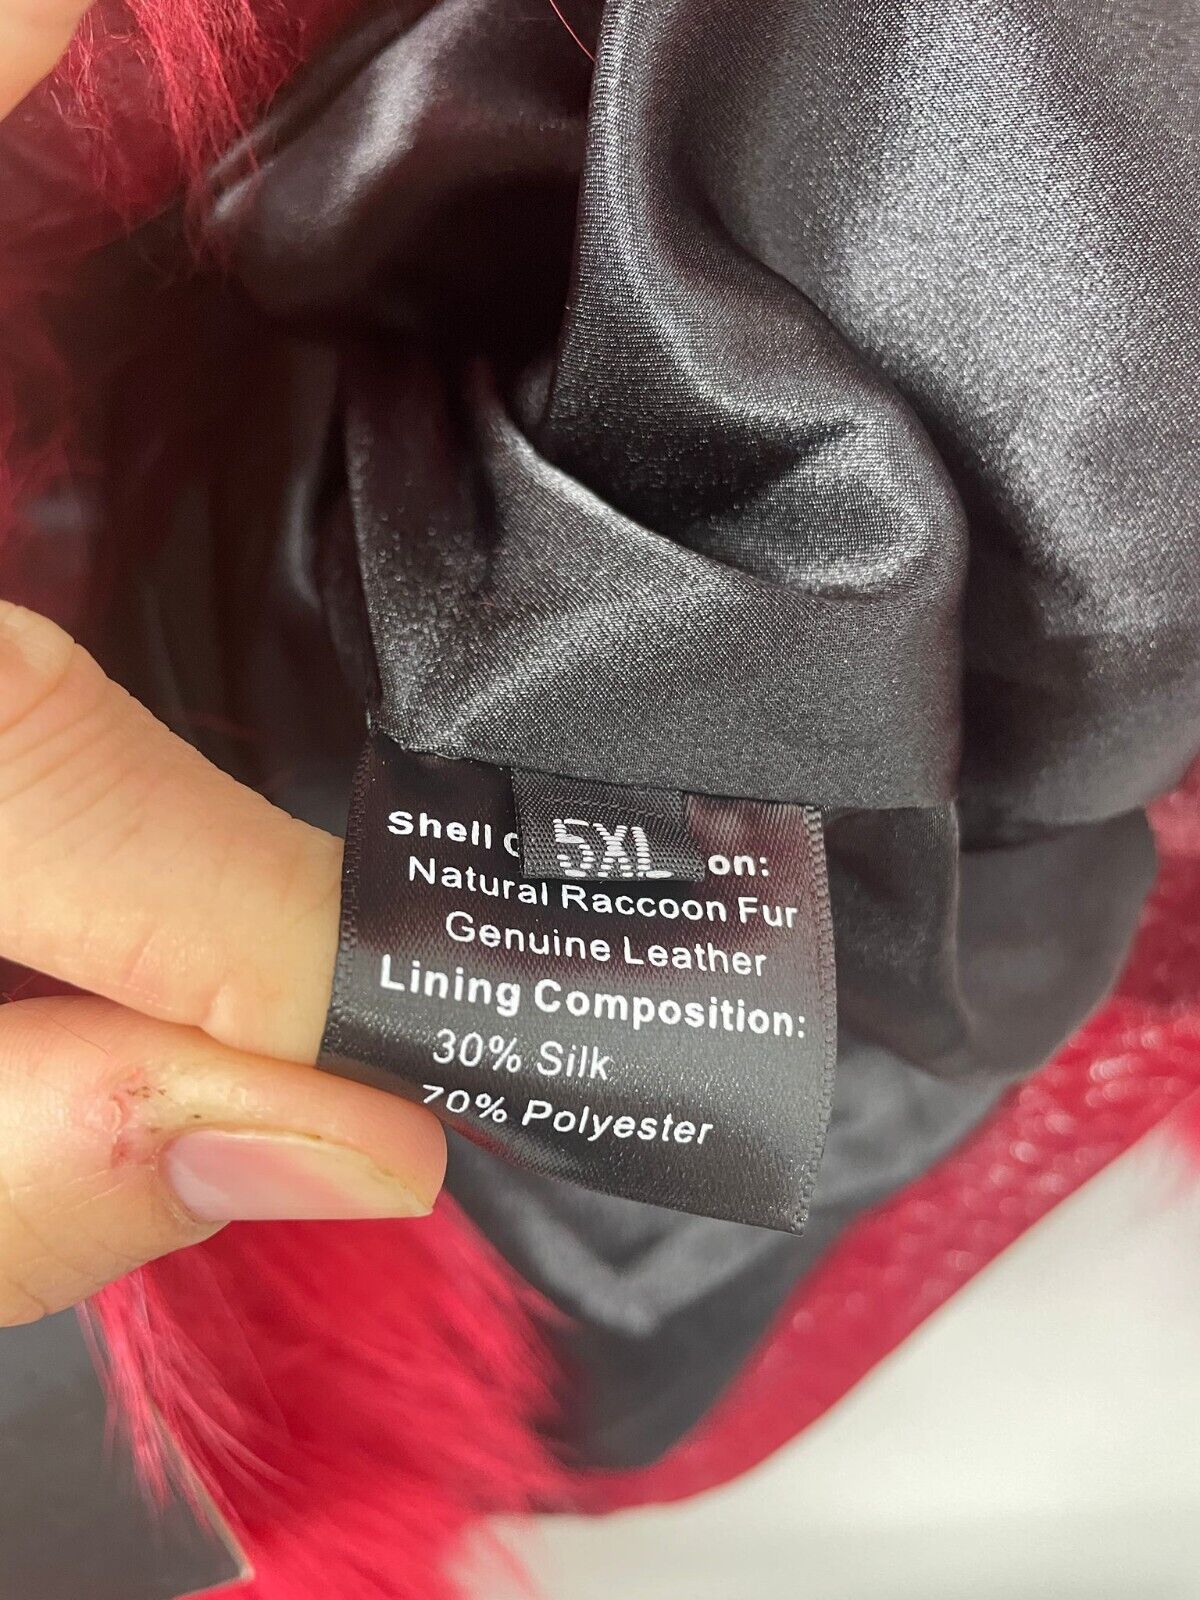 Shell C
5XL
on:
Natural Raccoon Fur
Genuine Leather
Lining Composition:
30% Silk
70% Polyester